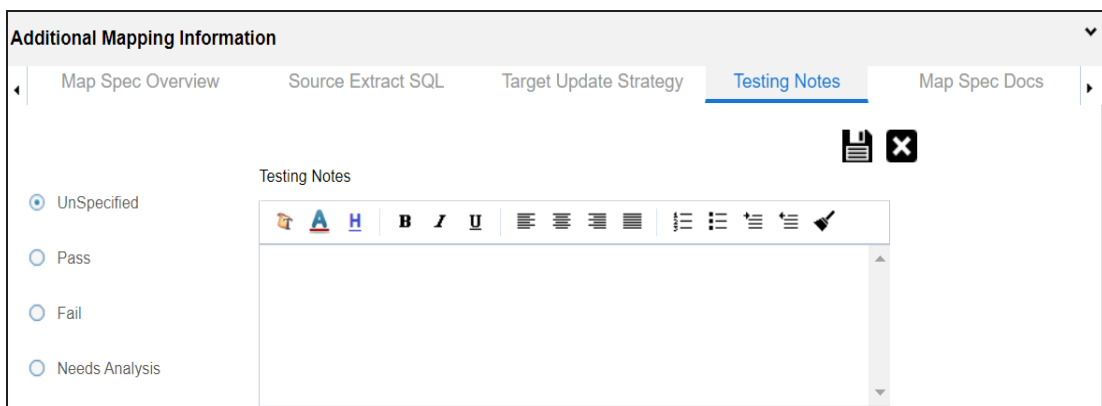 Additional Mapping Information
Map Spec Overview Source Extract SQL Target Update Strategy Testing Notes Map Spec Docs
Testing Notes
UnSpecified
A H B I U
Pass
Fail
Needs Analysis